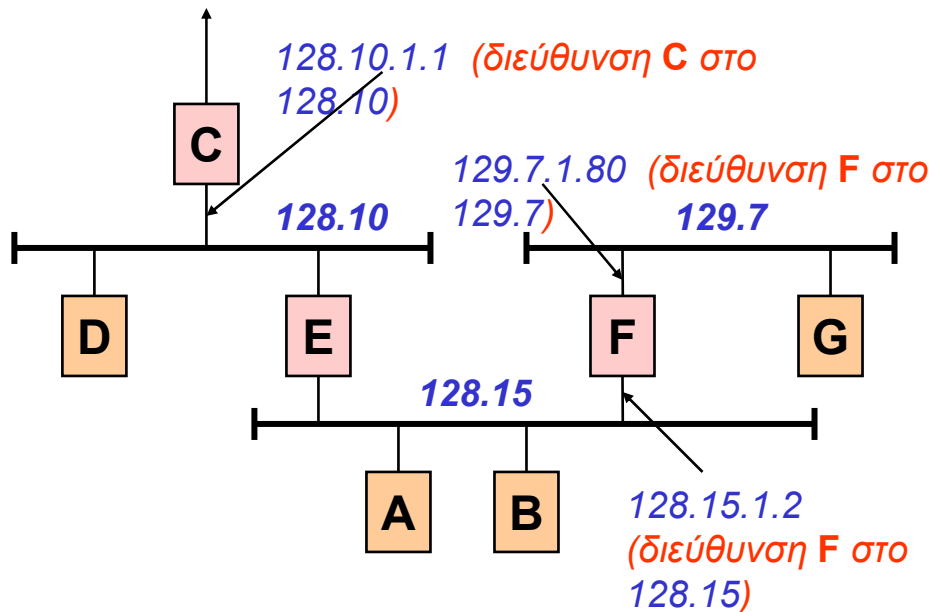 128.10.1.1 (διεύθυνση C στο
128.10)
C
129.7.1.80 (διεύθυνση F στο
129.7)
128.10
129.7
D
E
F
G
128.15
A
B
128.15.1.2
(διεύθυνση F στο
128.15)